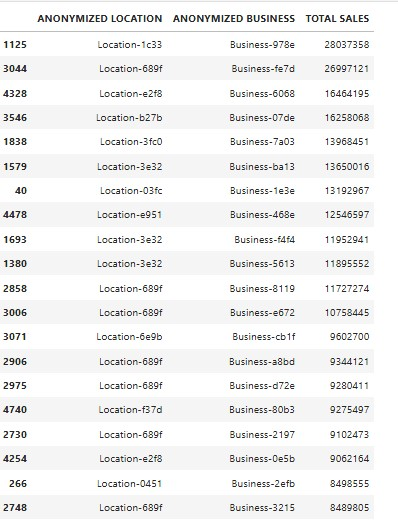 ANONYMIZED LOCATION ANONYMIZED BUSINESS TOTAL SALES
1125 Location-1c33 Business-978e 28037358
3044 Location-689f Business-fe7d 26997121
4328 Location-e2f8 Business-6068 16464195
3546 Location-b27b Business-07de 16258068
1838 Location-3fc0 Business-7a03 13968451
1579 Location-3e32 Business-ba13 13650016
40 Location-03fc Business-1e3e 13192967
4478 Location-e951 Business-468e 12546597
1693 Location-3e32 Business-f4f4 11952941
1380 Location-3e32 Business-5613 11895552
2858 Location-689f Business-8119 11727274
3006 Location-689f Business-e672 10758445
3071 Location-6e9b Business-cb1f 9602700
2906 Location-689f Business-a8bd 9344121
2975 Location-689f Business-d72e 9280411
4740 Location-f37d Business-80b3 9275497
2730 Location-689f Business-2197 9102473
4254 Location-e2f8 Business-0e5b 9062164
266 Location-0451 Business-2efb 8498555
2748 Location-689f Business-3215 8489805